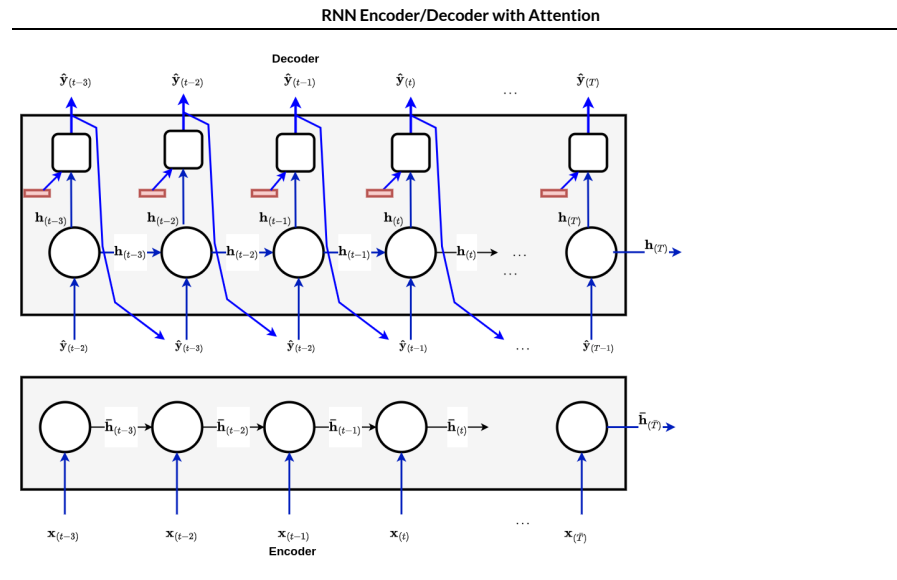 RNN Encoder/Decoder with Attention
Decoder
ŷ(t−3) ŷ(t−2) ŷ(t−1) ŷ(t) ... ŷ(T)
h(t−3) h(t−2) h(t−1) h(t) h(T)
h(t−3) h(t−2) h(t−1) h(t) ... h(T)
...
ŷ(t−2) ŷ(t−3) ŷ(t−2) ŷ(t−1) ... ŷ(T−1)
h̄(t−3) h̄(t−2) h̄(t−1) h̄(t) h̄(T̄)
...
x(t−3) x(t−2) x(t−1) x(t) x(T̄)
Encoder